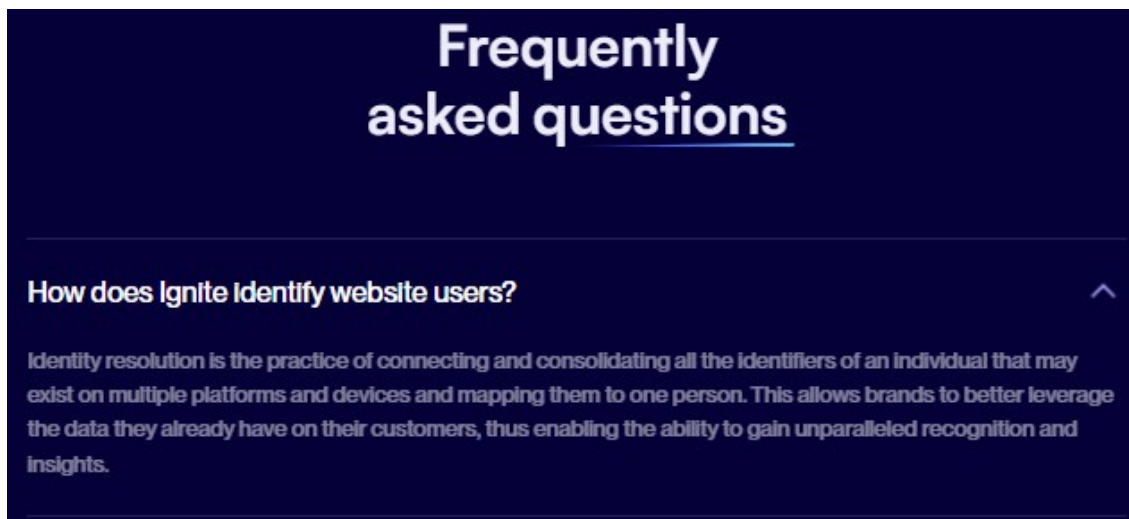 Frequently
asked questions
How does Ignite identify website users?
Identity resolution is the practice of connecting and consolidating all the identifiers of an individual that may
exist on multiple platforms and devices and mapping them to one person. This allows brands to better leverage
the data they already have on their customers, thus enabling the ability to gain unparalleled recognition and
insights.